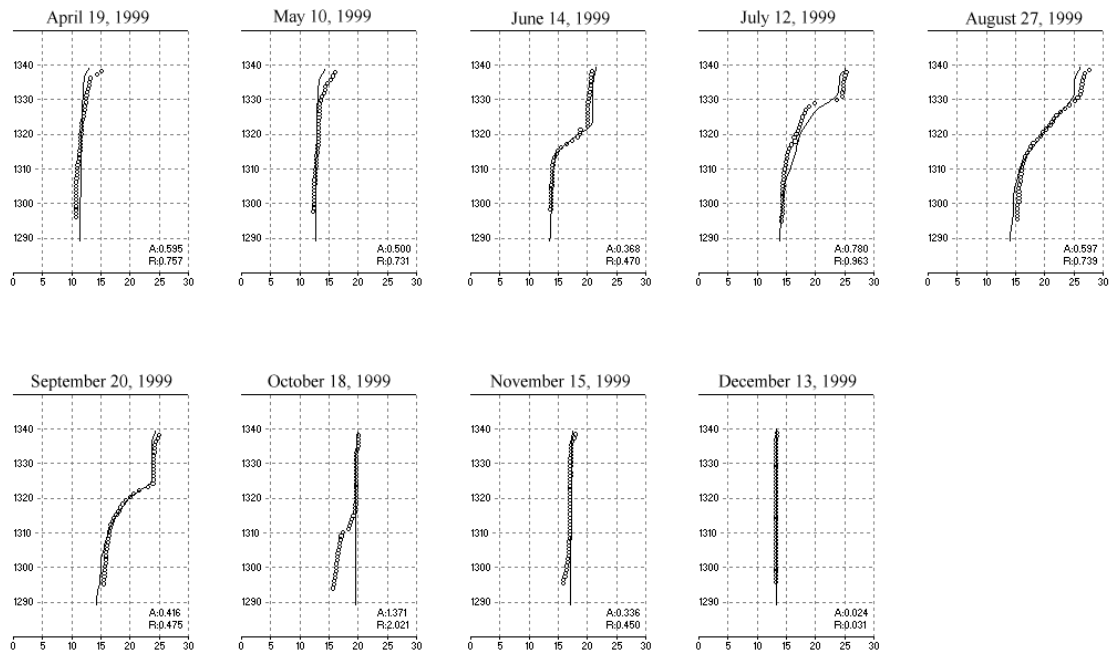 April 19, 1999 May 10, 1999 June 14, 1999 July 12, 1999 August 27, 1999
1340 1340 1340 1340 1340
1330 1330 1330 1330 1330
1320 1320 1320 1320 1320
1310 1310 1310 1310 1310
1300 1300 1300 1300 1300
1290 1290 1290 1290 1290
A:0.595 A:0.500 A:0.368 A:0.780 A:0.597
R:0.757 R:0.731 R:0.470 R:0.963 R:0.739
0 5 10 15 20 25 30 0 5 10 15 20 25 30 0 5 10 15 20 25 30 0 5 10 15 20 25 30 0 5 10 15 20 25 30
September 20, 1999 October 18, 1999 November 15, 1999 December 13, 1999
1340 1340 1340 1340
1330 1330 1330 1330
1320 1320 1320 1320
1310 1310 1310 1310
1300 1300 1300 1300
1290 1290 1290 1290
A:0.416 A:1.371 A:0.336 A:0.024
R:0.475 R:2.021 R:0.450 R:0.031
0 5 10 15 20 25 30 0 5 10 15 20 25 30 0 5 10 15 20 25 30 0 5 10 15 20 25 30